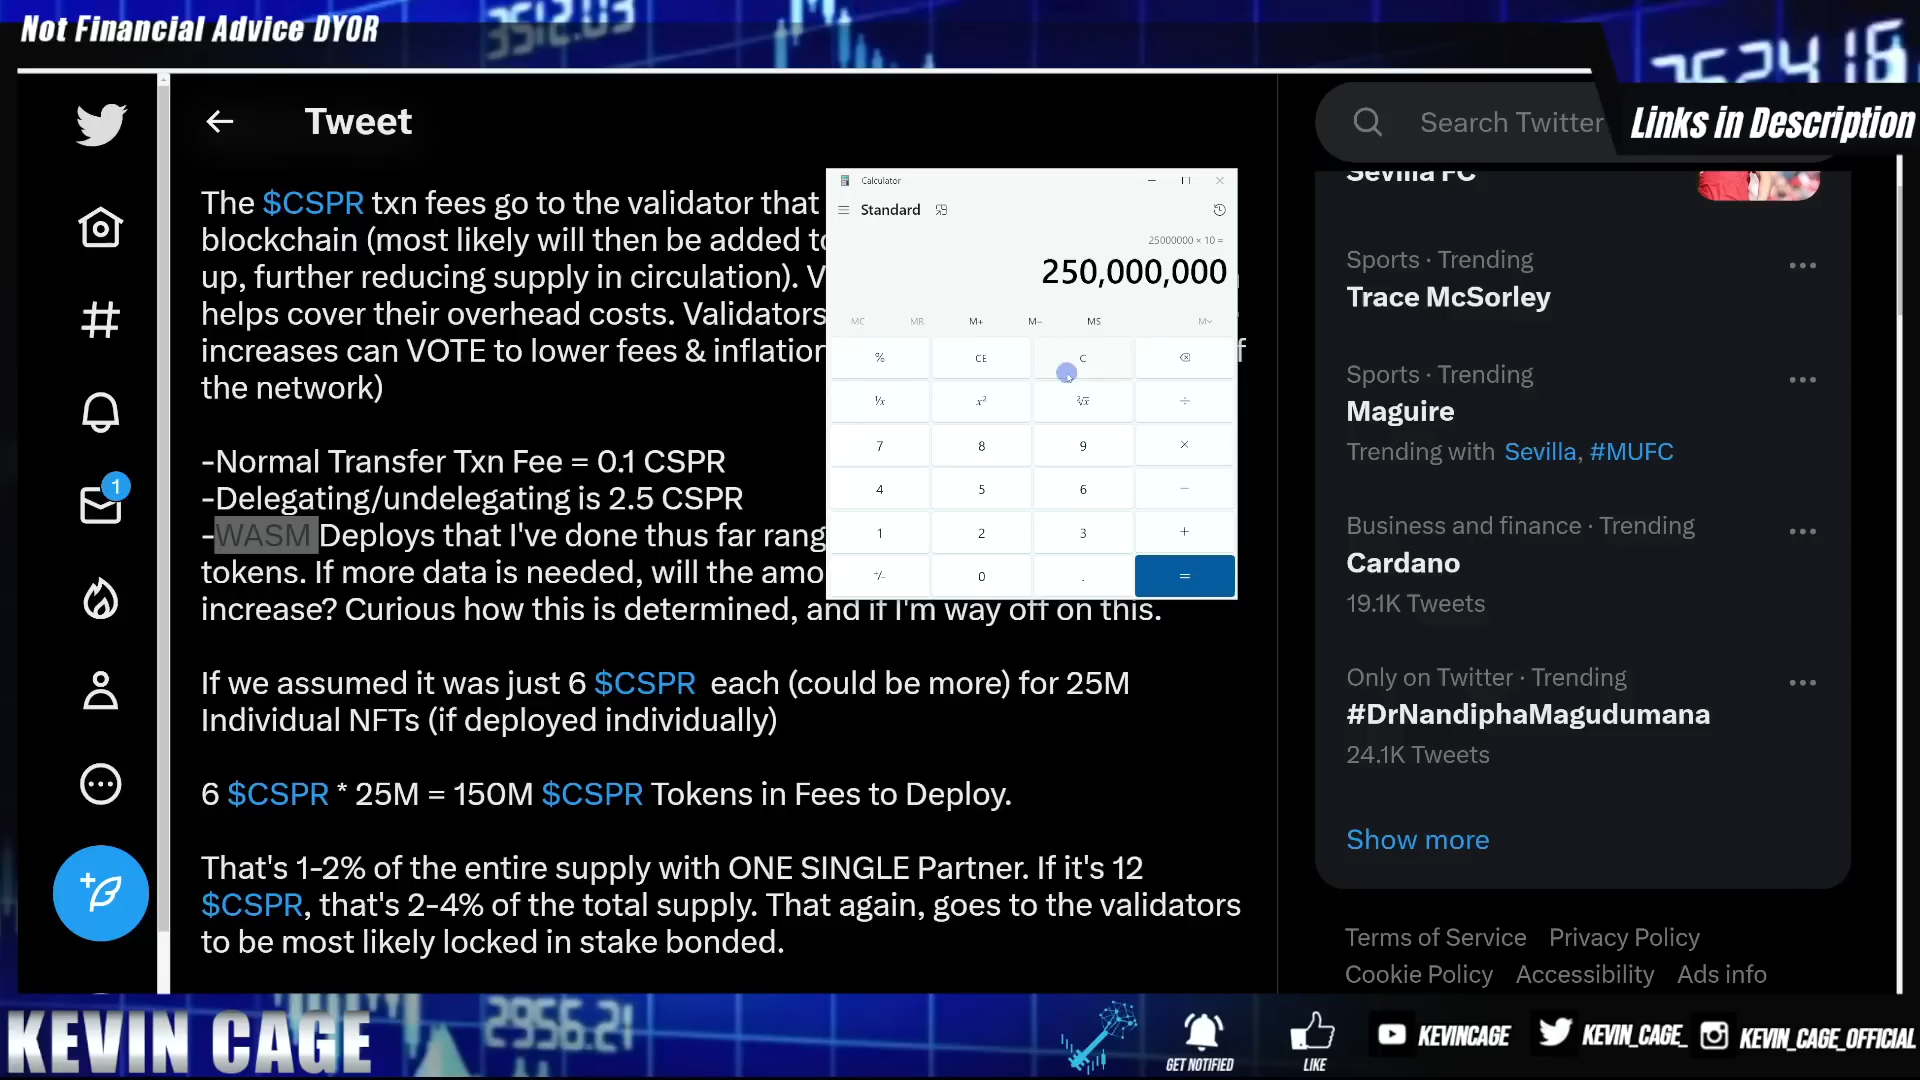 Not Financial Advice DYOR
3512.03
752416
Links in Description
Tweet
Search Twitter
The $CSPR txn fees go to the validator that
blockchain (most likely will then be added to
up, further reducing supply in circulation). V
helps cover their overhead costs. Validators
increases can VOTE to lower fees & inflation
the network)
-Normal Transfer Txn Fee = 0.1 CSPR
-Delegating/undelegating is 2.5 CSPR
-WASM Deploys that I've done thus far rang
tokens. If more data is needed, will the amo
increase? Curious how this is determined, and if I'm way off on this.
If we assumed it was just 6 $CSPR each (could be more) for 25M
Individual NFTs (if deployed individually)
6 $CSPR * 25M = 150M $CSPR Tokens in Fees to Deploy.
That's 1-2% of the entire supply with ONE SINGLE Partner. If it's 12
$CSPR, that's 2-4% of the total supply. That again, goes to the validators
to be most likely locked in stake bonded.
1
Calculator
Standard
25000000 × 10 =
250,000,000
MC MR M+ M− MS M˅
% CE C
⅟x x² ²√x ÷
7 8 9 ×
4 5 6 −
1 2 3 +
+/− 0 . =
Sevilla FC
Sports · Trending
Trace McSorley
Sports · Trending
Maguire
Trending with Sevilla, #MUFC
Business and finance · Trending
Cardano
19.1K Tweets
Only on Twitter · Trending
#DrNandiphaMagudumana
24.1K Tweets
Show more
Terms of Service Privacy Policy
Cookie Policy Accessibility Ads info
2956.21
KEVIN CAGE
GET NOTIFIED
LIKE
KEVINCAGE
KEVIN_CAGE_
KEVIN_CAGE_OFFICIAL